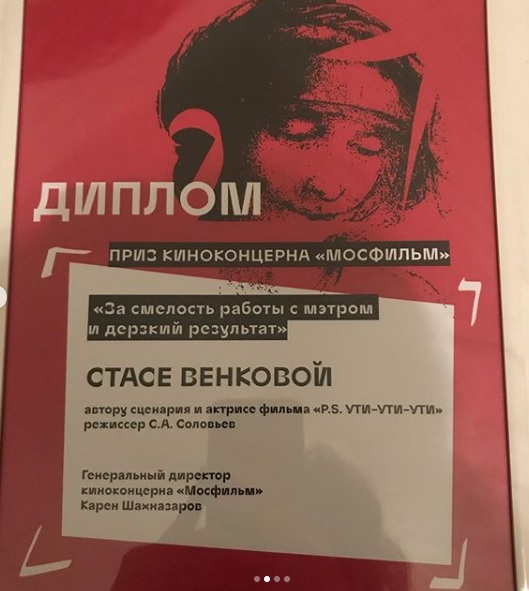 ДИПЛОМ
ПРИЗ КИНОКОНЦЕРНА «МОСФИЛЬМ»
«За смелость работы с мэтром
и дерзкий результат»
СТАСЕ ВЕНКОВОЙ
автору сценария и актрисе фильма «P.S. УТИ-УТИ-УТИ»
режиссер С.А. Соловьев
Генеральный директор
киноконцерна «Мосфильм»
Карен Шахназаров